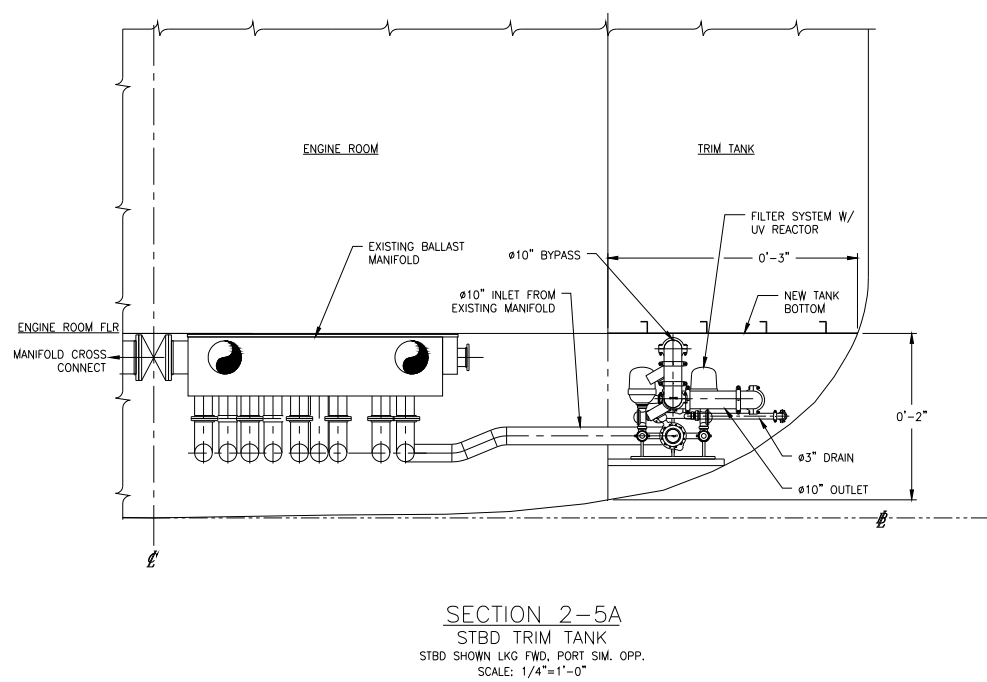 ENGINE ROOM
TRIM TANK
FILTER SYSTEM W/
UV REACTOR
EXISTING BALLAST
MANIFOLD
ø10" BYPASS
0'-3"
ø10" INLET FROM
EXISTING MANIFOLD
NEW TANK
BOTTOM
ENGINE ROOM FLR
MANIFOLD CROSS
CONNECT
0'-2"
ø3" DRAIN
ø10" OUTLET
BL
CL
SECTION 2-5A
STBD TRIM TANK
STBD SHOWN LKG FWD, PORT SIM. OPP.
SCALE: 1/4"=1'-0"